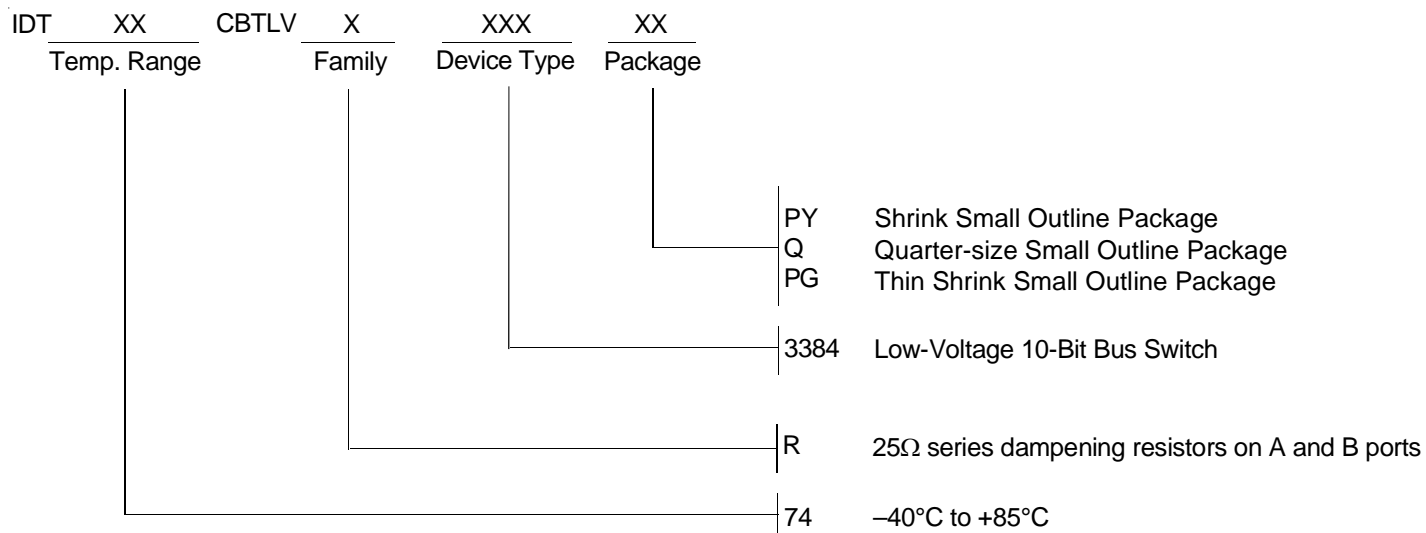 IDT XX CBTLV X XXX XX
Temp. Range Family Device Type Package
PY Shrink Small Outline Package
Q Quarter-size Small Outline Package
PG Thin Shrink Small Outline Package
3384 Low-Voltage 10-Bit Bus Switch
R 25Ω series dampening resistors on A and B ports
74 –40°C to +85°C